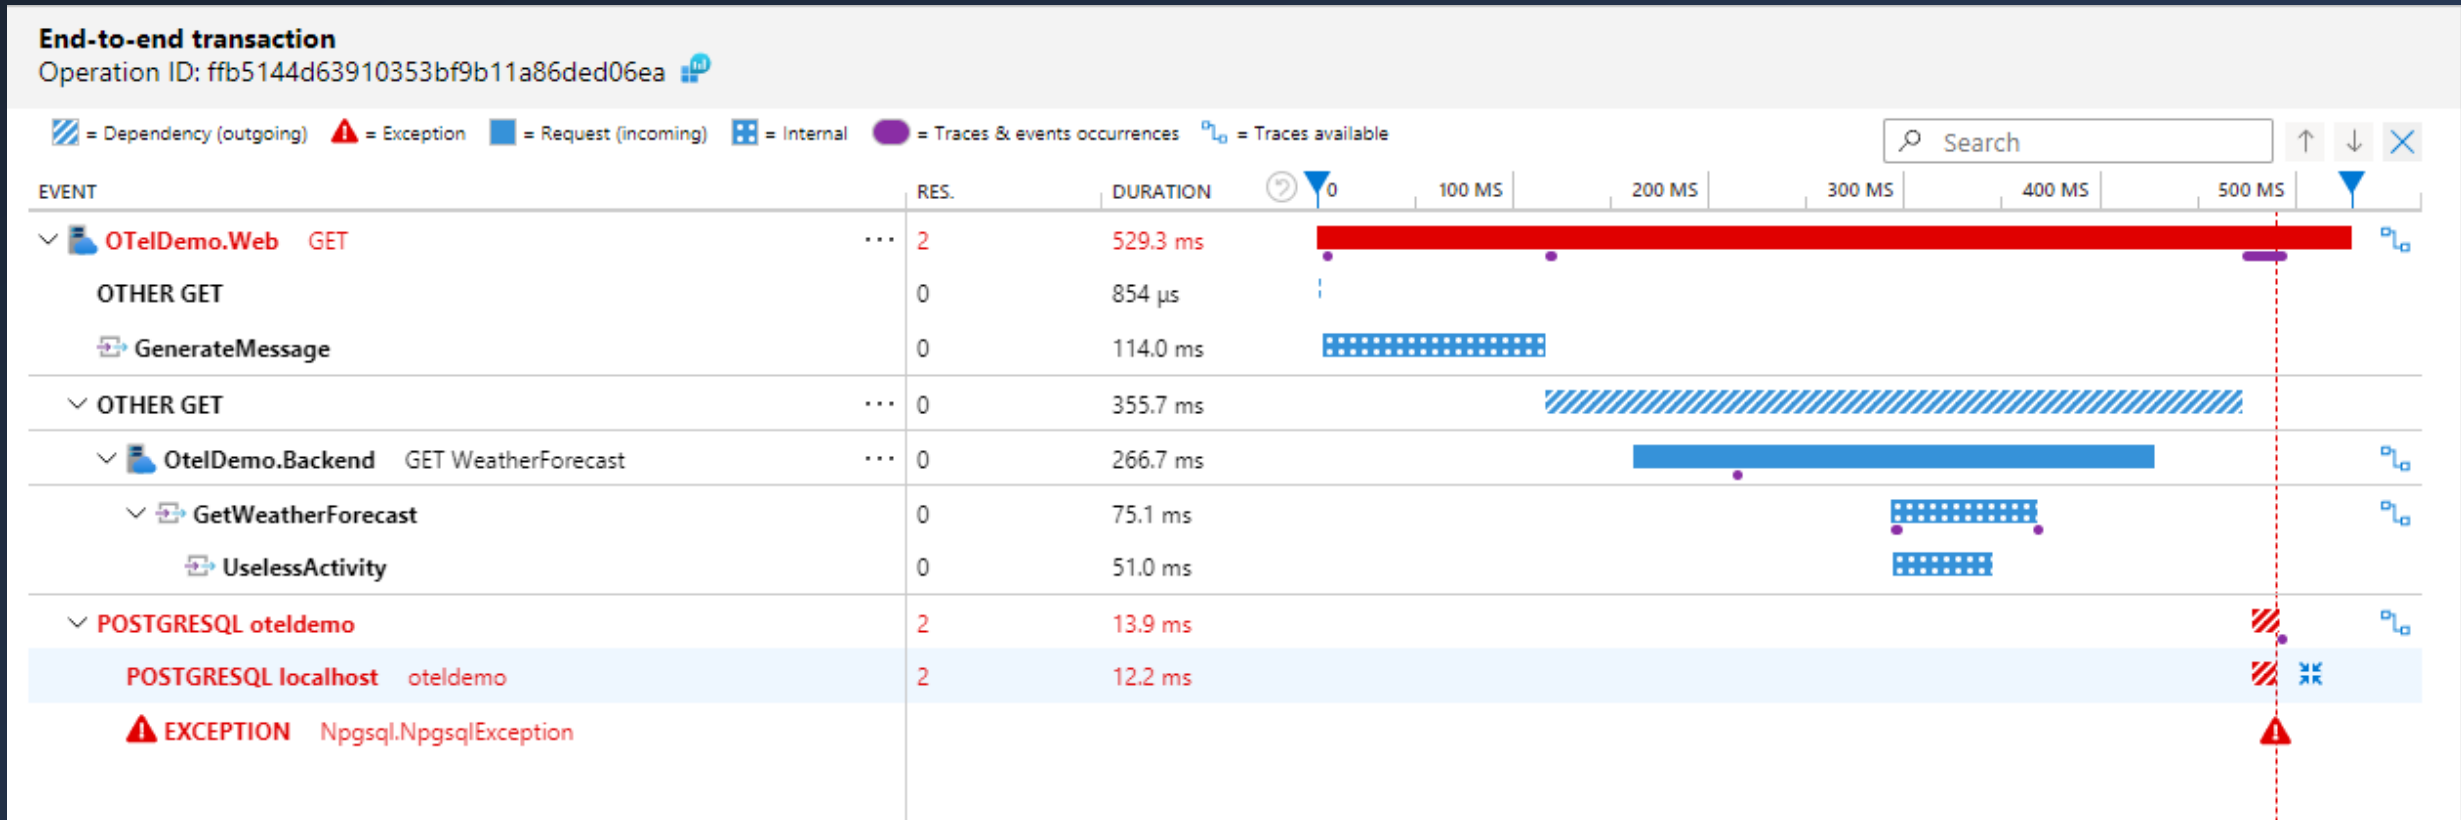 End-to-end transaction
Operation ID: ffb5144d63910353bf9b11a86ded06ea
= Dependency (outgoing) = Exception = Request (incoming) = Internal = Traces & events occurrences = Traces available
Search
EVENT RES. DURATION 0 100 MS 200 MS 300 MS 400 MS 500 MS
OTelDemo.Web GET ... 2 529.3 ms
OTHER GET 0 854 µs
GenerateMessage 0 114.0 ms
OTHER GET ... 0 355.7 ms
OtelDemo.Backend GET WeatherForecast ... 0 266.7 ms
GetWeatherForecast 0 75.1 ms
UselessActivity 0 51.0 ms
POSTGRESQL oteldemo 2 13.9 ms
POSTGRESQL localhost oteldemo 2 12.2 ms
EXCEPTION Npgsql.NpgsqlException